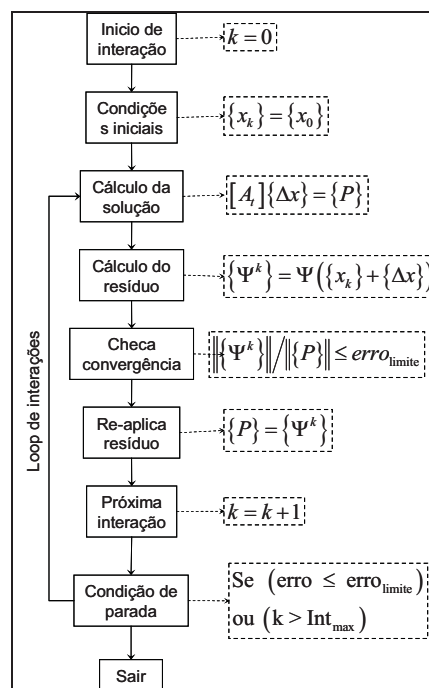 Inicio de
interação
k = 0
Condiçõe
s iniciais
{x_k} = {x_0}
Cálculo da
solução
[A_t]{Δx} = {P}
Cálculo do
resíduo
{Ψ^k} = Ψ({x_k} + {Δx})
Checa
convergência
‖{Ψ^k}‖/‖{P}‖ ≤ erro_limite
Re-aplica
resíduo
{P} = {Ψ^k}
Próxima
interação
k = k + 1
Condição de
parada
Se (erro ≤ erro_limite)
ou (k > Int_max)
Sair
Loop de interações